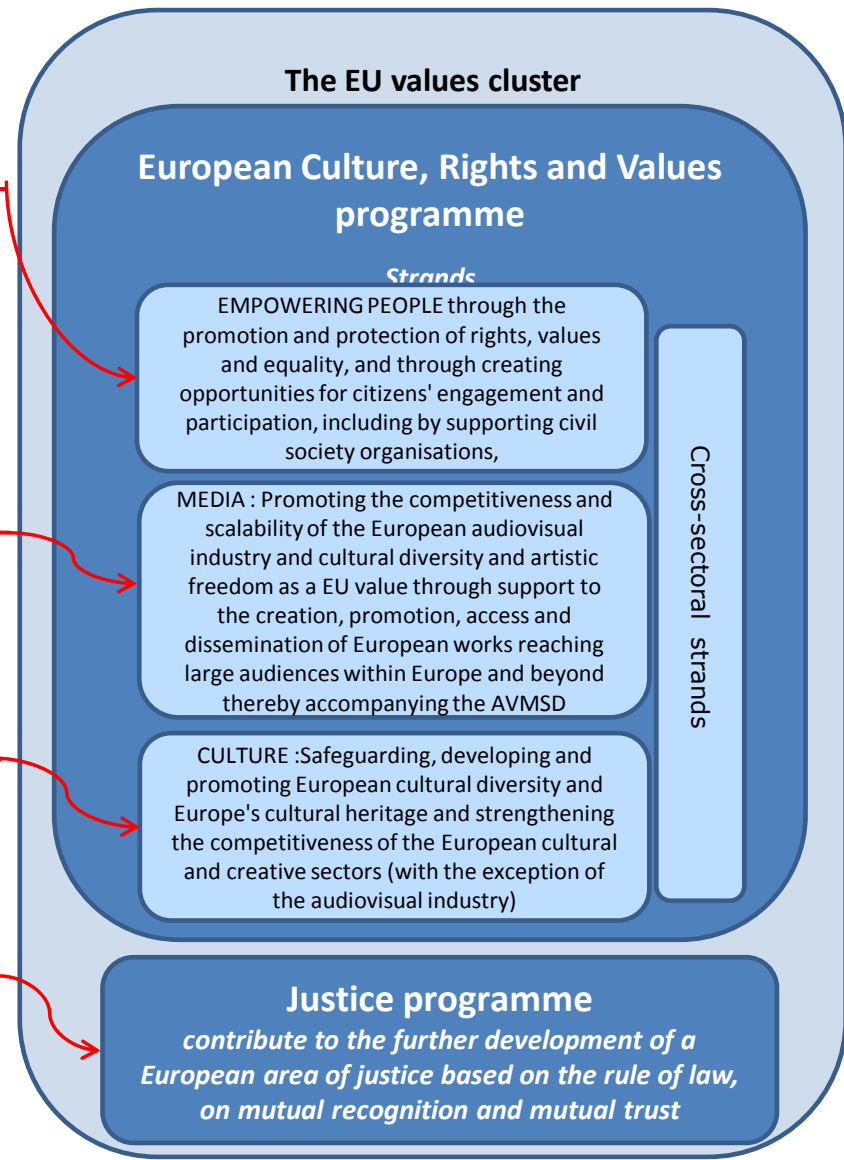 The EU values cluster
European Culture, Rights and Values
programme
Strands
EMPOWERING PEOPLE through the
promotion and protection of rights, values
and equality, and through creating
opportunities for citizens' engagement and
participation, including by supporting civil
society organisations,
MEDIA : Promoting the competitiveness and
scalability of the European audiovisual
industry and cultural diversity and artistic
freedom as a EU value through support to
the creation, promotion, access and
dissemination of European works reaching
large audiences within Europe and beyond
thereby accompanying the AVMSD
CULTURE :Safeguarding, developing and
promoting European cultural diversity and
Europe's cultural heritage and strengthening
the competitiveness of the European cultural
and creative sectors (with the exception of
the audiovisual industry)
Cross-sectoral strands
Justice programme
contribute to the further development of a
European area of justice based on the rule of law,
on mutual recognition and mutual trust